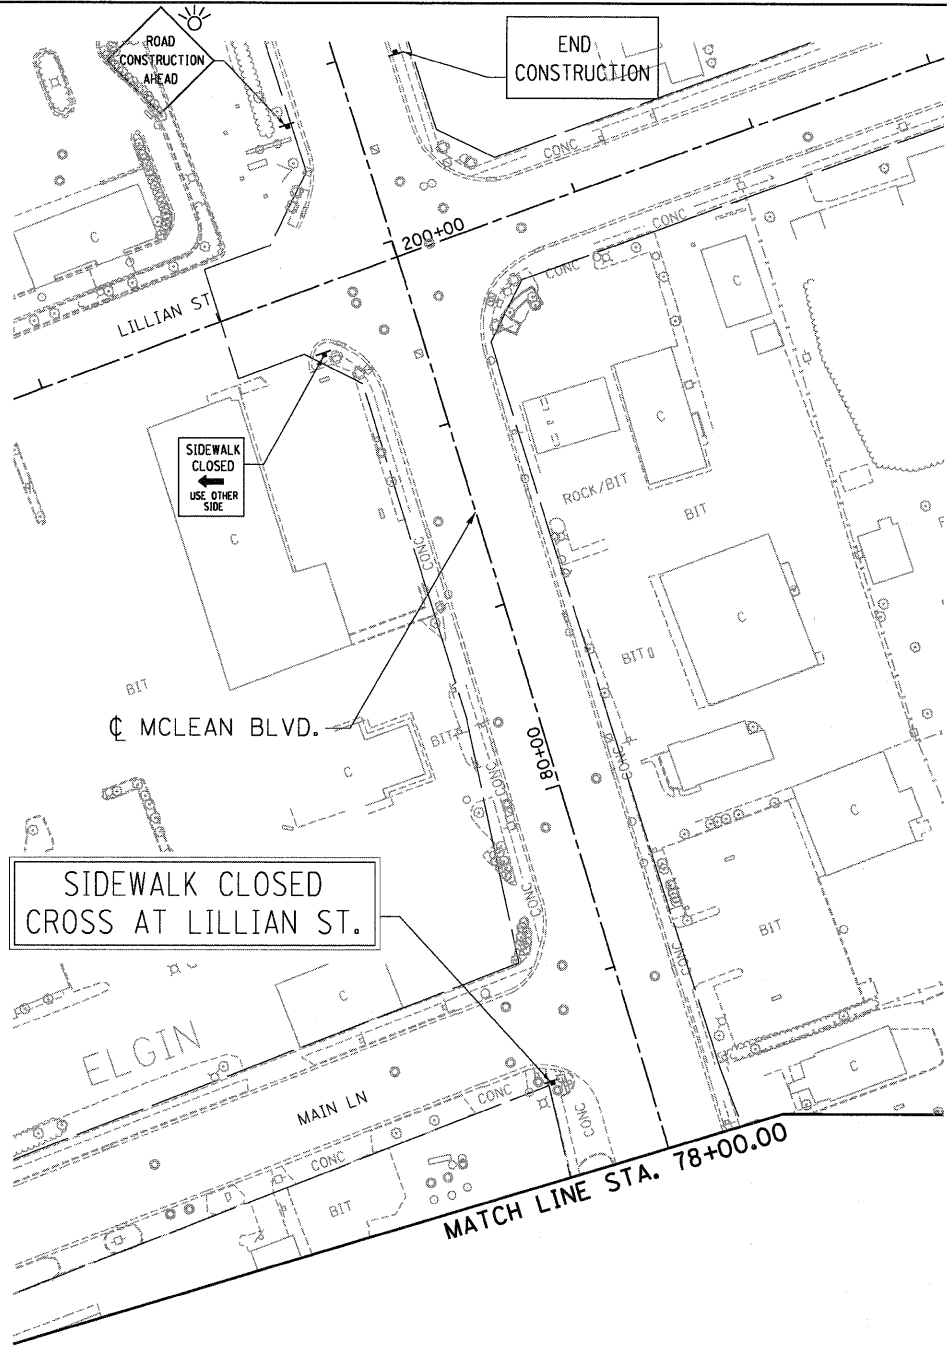 ROAD
CONSTRUCTION
AHEAD
END
CONSTRUCTION
CONC
C
CONC
200+00
CONC
LILLIAN ST
C
SIDEWALK
CLOSED
USE OTHER
SIDE
C
ROCK/BIT
BIT
C
CONC
C
BIT
BIT
℄ MCLEAN BLVD.
BIT
80+00
CONC
C
CONC
C
SIDEWALK CLOSED
CROSS AT LILLIAN ST.
CONC
BIT
CONC
C
ELGIN
C
MAIN LN
CONC
CONC
CONC
BIT
MATCH LINE STA. 78+00.00